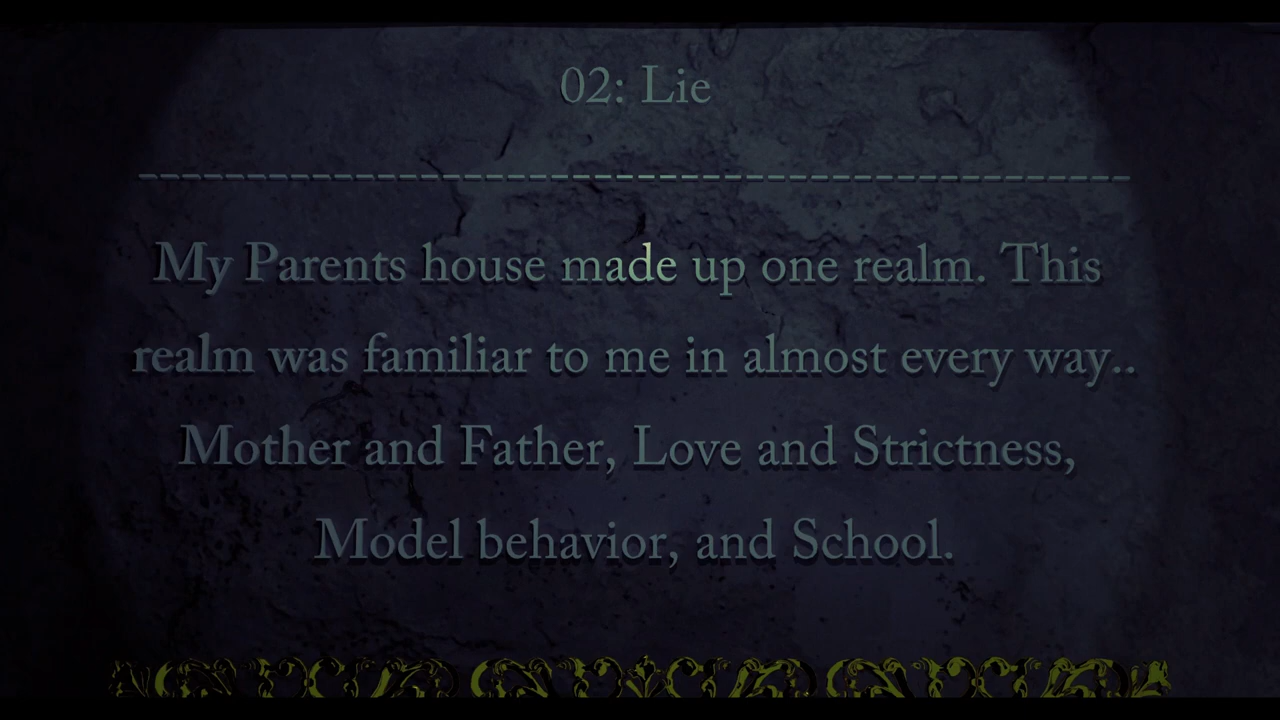 02: Lie
--------------------------------------
My Parents house made up one realm. This
realm was familiar to me in almost every way..
Mother and Father, Love and Strictness,
Model behavior, and School.